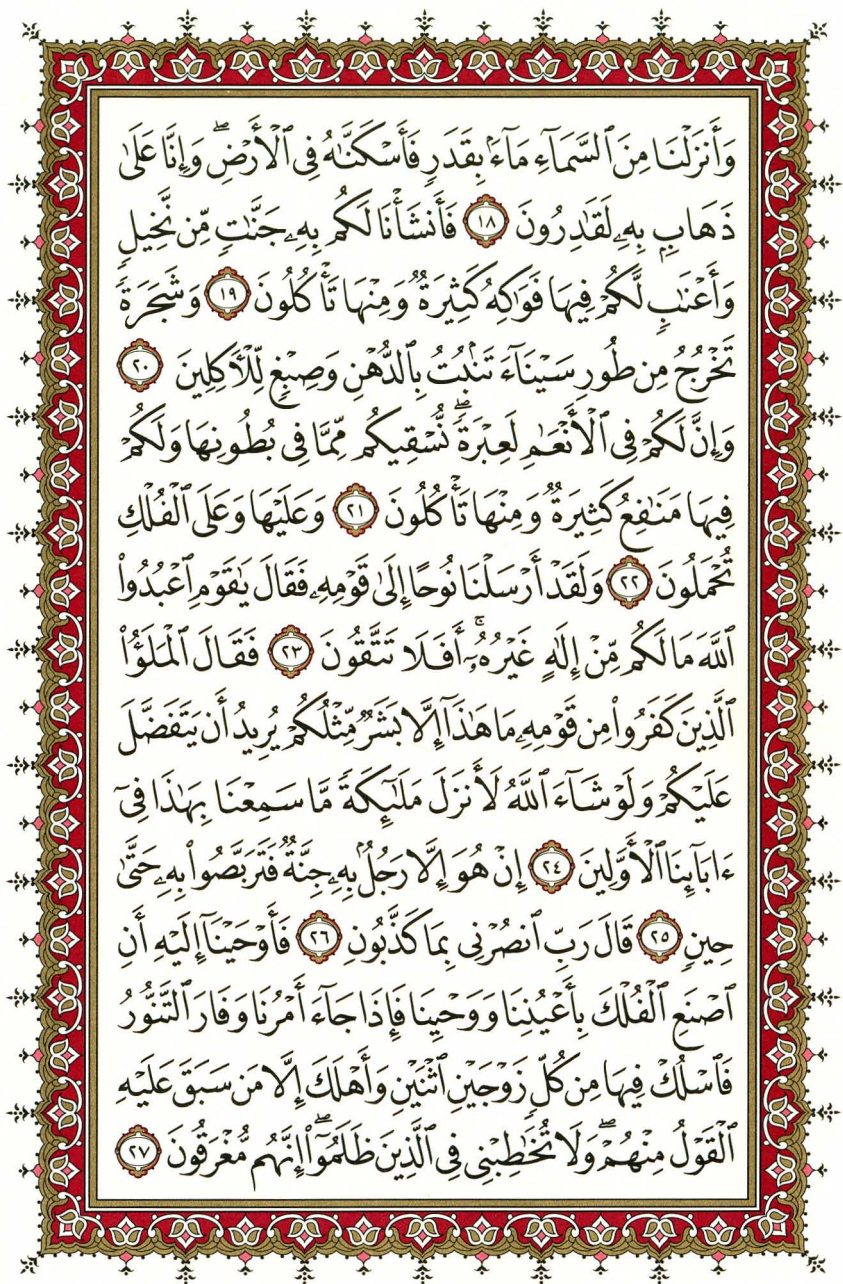 وَأَنزَلْنَا مِنَ ٱلسَّمَآءِ مَآءَۢ بِقَدَرٍ فَأَسْكَنَّـٰهُ فِى ٱلْأَرْضِ ۖ وَإِنَّا عَلَىٰ
ذَهَابٍۭ بِهِۦ لَقَـٰدِرُونَ ١٨ فَأَنشَأْنَا لَكُم بِهِۦ جَنَّـٰتٍ مِّن نَّخِيلٍ
وَأَعْنَـٰبٍ لَّكُمْ فِيهَا فَوَٰكِهُ كَثِيرَةٌ وَمِنْهَا تَأْكُلُونَ ١٩ وَشَجَرَةً
تَخْرُجُ مِن طُورِ سَيْنَآءَ تَنۢبُتُ بِٱلدُّهْنِ وَصِبْغٍ لِّلْـَٔاكِلِينَ ٢٠
وَإِنَّ لَكُمْ فِى ٱلْأَنْعَـٰمِ لَعِبْرَةً ۖ نُّسْقِيكُم مِّمَّا فِى بُطُونِهَا وَلَكُمْ
فِيهَا مَنَـٰفِعُ كَثِيرَةٌ وَمِنْهَا تَأْكُلُونَ ٢١ وَعَلَيْهَا وَعَلَى ٱلْفُلْكِ
تُحْمَلُونَ ٢٢ وَلَقَدْ أَرْسَلْنَا نُوحًا إِلَىٰ قَوْمِهِۦ فَقَالَ يَـٰقَوْمِ ٱعْبُدُوا۟
ٱللَّهَ مَا لَكُم مِّنْ إِلَـٰهٍ غَيْرُهُۥٓ ۚ أَفَلَا تَتَّقُونَ ٢٣ فَقَالَ ٱلْمَلَؤُا۟
ٱلَّذِينَ كَفَرُوا۟ مِن قَوْمِهِۦ مَا هَـٰذَآ إِلَّا بَشَرٌ مِّثْلُكُمْ يُرِيدُ أَن يَتَفَضَّلَ
عَلَيْكُمْ وَلَوْ شَآءَ ٱللَّهُ لَأَنزَلَ مَلَـٰٓئِكَةً مَّا سَمِعْنَا بِهَـٰذَا فِىٓ
ءَابَآئِنَا ٱلْأَوَّلِينَ ٢٤ إِنْ هُوَ إِلَّا رَجُلٌۢ بِهِۦ جِنَّةٌ فَتَرَبَّصُوا۟ بِهِۦ حَتَّىٰ
حِينٍ ٢٥ قَالَ رَبِّ ٱنصُرْنِى بِمَا كَذَّبُونِ ٢٦ فَأَوْحَيْنَآ إِلَيْهِ أَنِ
ٱصْنَعِ ٱلْفُلْكَ بِأَعْيُنِنَا وَوَحْيِنَا فَإِذَا جَآءَ أَمْرُنَا وَفَارَ ٱلتَّنُّورُ
فَٱسْلُكْ فِيهَا مِن كُلٍّ زَوْجَيْنِ ٱثْنَيْنِ وَأَهْلَكَ إِلَّا مَن سَبَقَ عَلَيْهِ
ٱلْقَوْلُ مِنْهُمْ ۖ وَلَا تُخَـٰطِبْنِى فِى ٱلَّذِينَ ظَلَمُوٓا۟ ۖ إِنَّهُم مُّغْرَقُونَ ٢٧